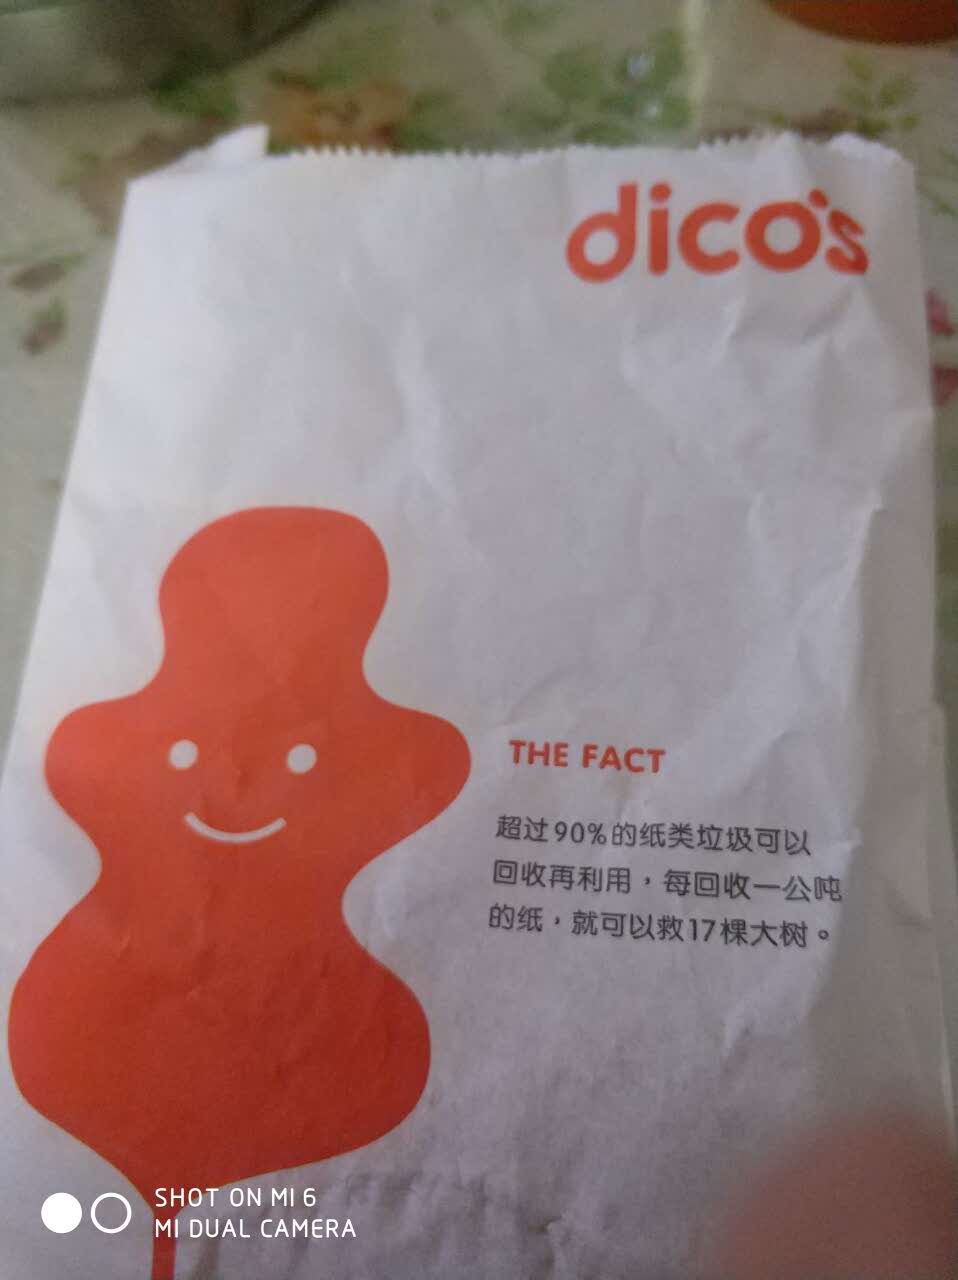 dico's
THE FACT
超过90%的纸类垃圾可以
回收再利用，每回收一公吨
的纸，就可以救17棵大树。
SHOT ON MI 6
MI DUAL CAMERA